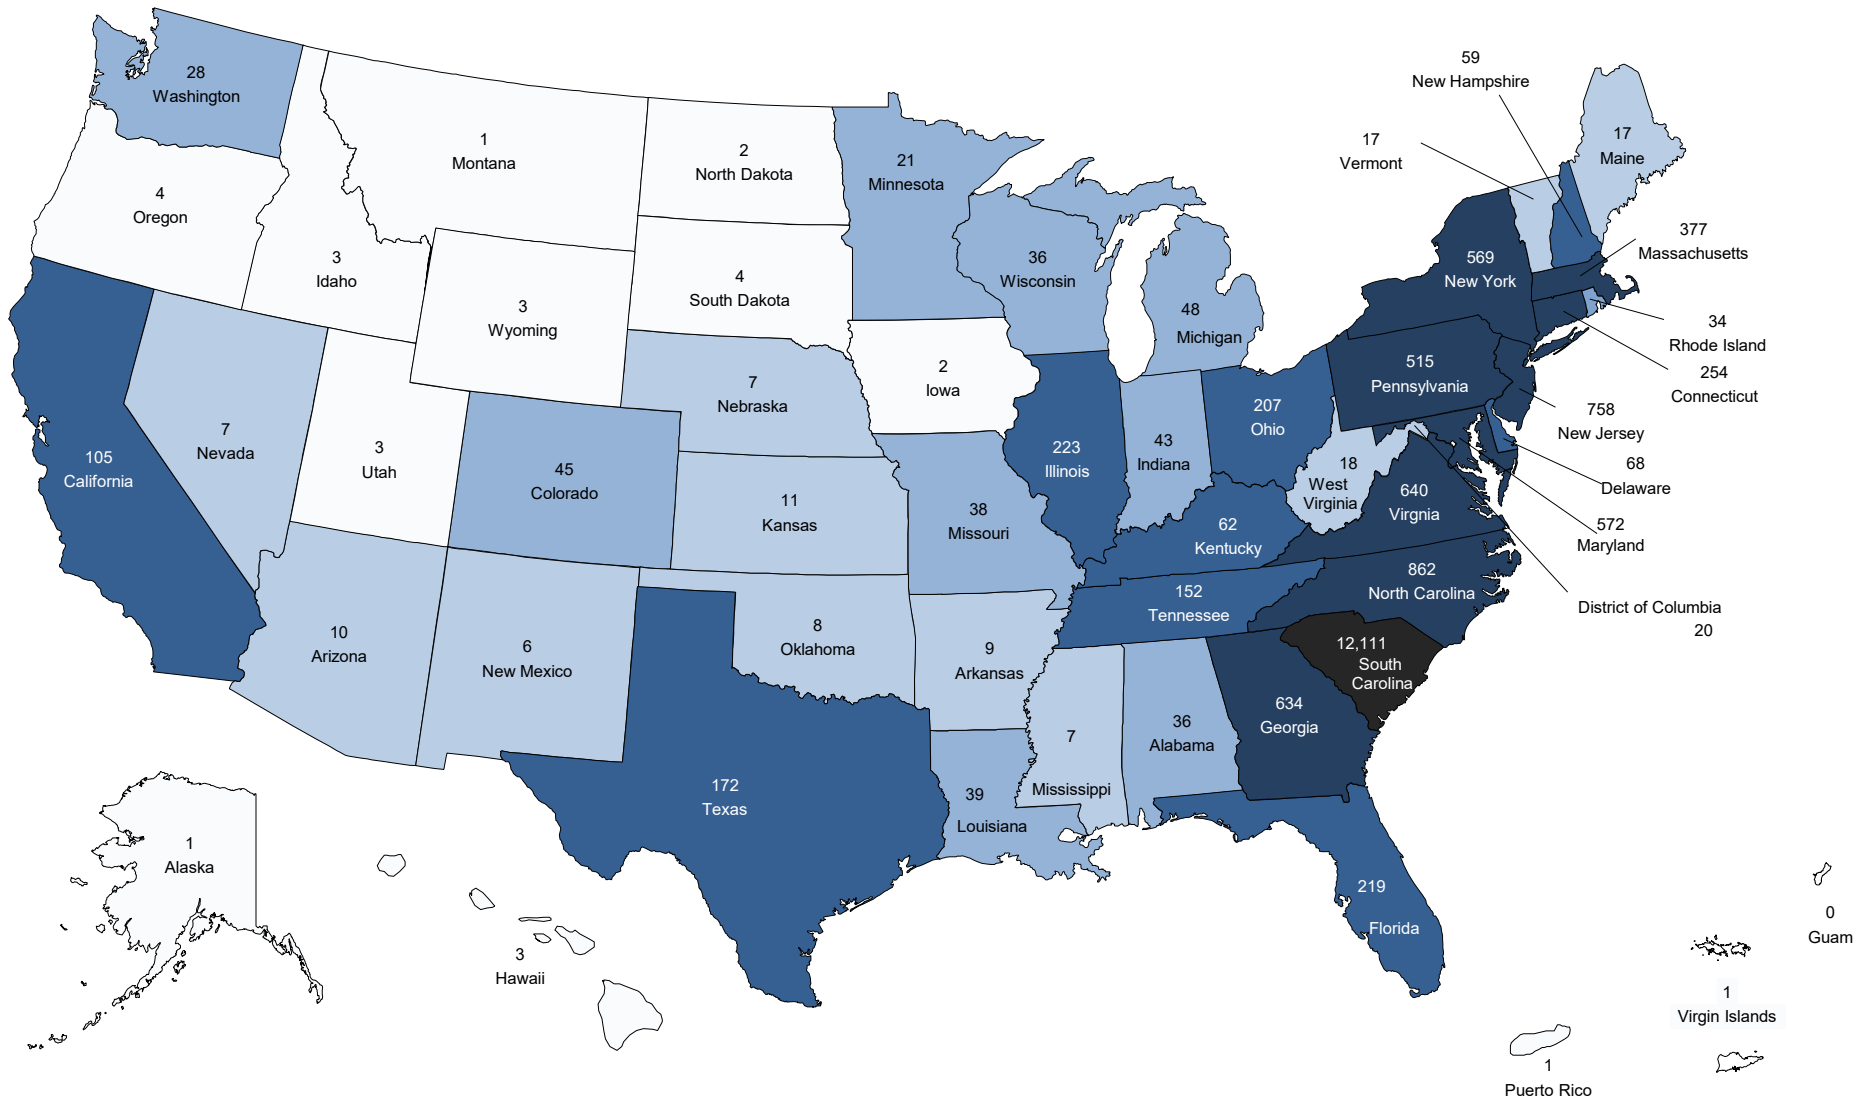 28
Washington
4
Oregon
1
Montana
3
Idaho
3
Wyoming
2
North Dakota
4
South Dakota
21
Minnesota
36
Wisconsin
48
Michigan
59
New Hampshire
17
Vermont
17
Maine
377
Massachusetts
569
New York
34
Rhode Island
254
Connecticut
515
Pennsylvania
758
New Jersey
68
Delaware
572
Maryland
District of Columbia
20
105
California
7
Nevada
3
Utah
45
Colorado
7
Nebraska
11
Kansas
2
Iowa
38
Missouri
223
Illinois
43
Indiana
207
Ohio
18
West
Virginia
640
Virgnia
62
Kentucky
152
Tennessee
862
North Carolina
12,111
South
Carolina
634
Georgia
36
Alabama
7
Mississippi
10
Arizona
6
New Mexico
8
Oklahoma
9
Arkansas
172
Texas
39
Louisiana
219
Florida
1
Alaska
3
Hawaii
0
Guam
1
Virgin Islands
1
Puerto Rico